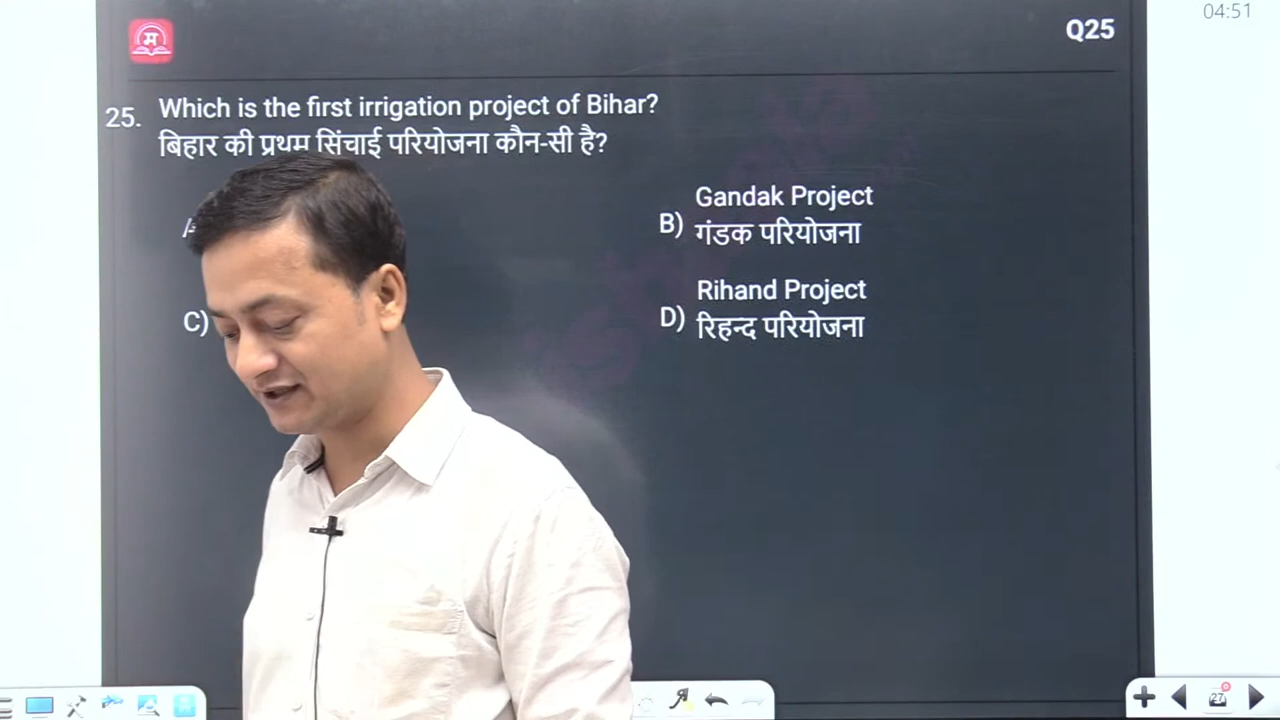 04:51
म
Q25
25. Which is the first irrigation project of Bihar?
बिहार की प्रथम सिंचाई परियोजना कौन-सी है?
B) Gandak Project
गंडक परियोजना
C)
D) Rihand Project
रिहन्द परियोजना
27